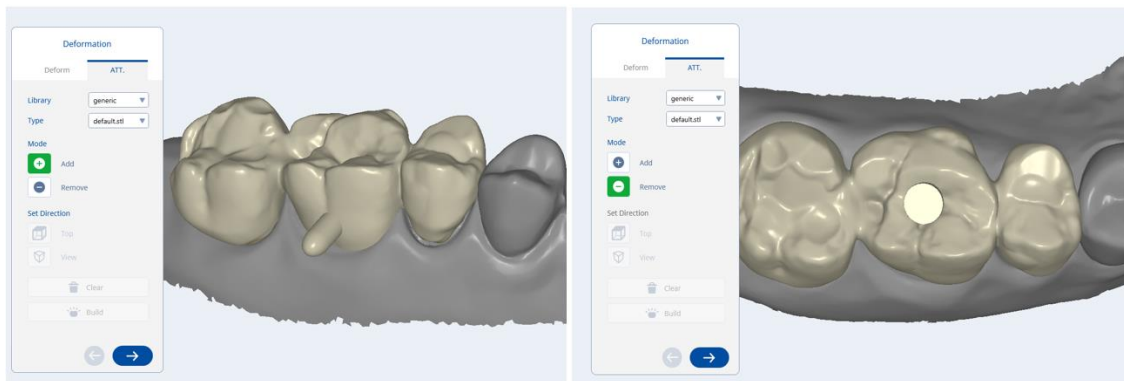 Deformation
Deform ATT.
Library generic
Type default.stl
Mode
Add
Remove
Set Direction
Top
View
Clear
Build
Deformation
Deform ATT.
Library generic
Type default.stl
Mode
Add
Remove
Set Direction
Top
View
Clear
Build